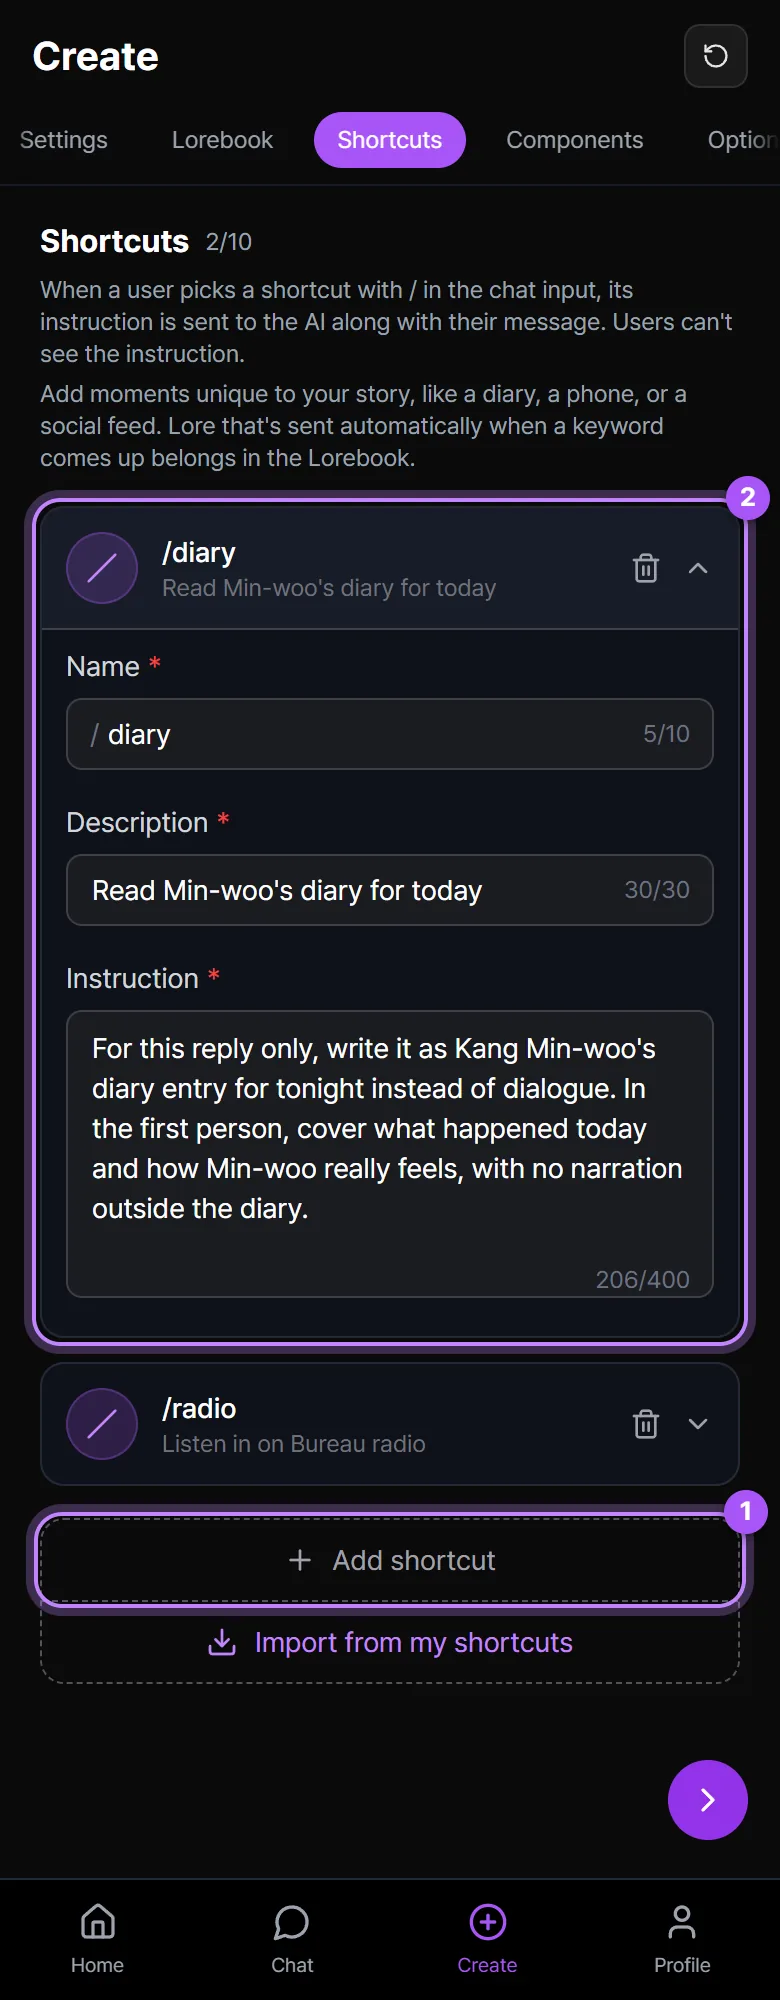 Create
Settings
Lorebook
Shortcuts
Components
Option
Shortcuts 2/10
When a user picks a shortcut with / in the chat input, its
instruction is sent to the AI along with their message. Users can't
see the instruction.
Add moments unique to your story, like a diary, a phone, or a
social feed. Lore that's sent automatically when a keyword
comes up belongs in the Lorebook.
2
/diary
Read Min-woo's diary for today
Name *
/ diary 5/10
Description *
Read Min-woo's diary for today 30/30
Instruction *
For this reply only, write it as Kang Min-woo's
diary entry for tonight instead of dialogue. In
the first person, cover what happened today
and how Min-woo really feels, with no narration
outside the diary.
206/400
/radio
Listen in on Bureau radio
1
+ Add shortcut
Import from my shortcuts
Home
Chat
Create
Profile